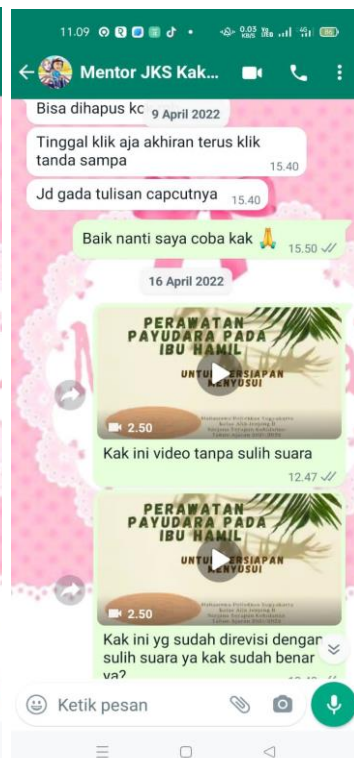 11.09
0.03 KB/S
4G
86
Mentor JKS Kak...
Bisa dihapus
9 April 2022
Tinggal klik aja akhiran terus klik
tanda sampa
15.40
Jd gada tulisan capcutnya
15.40
Baik nanti saya coba kak 🙏
15.50
16 April 2022
PERAWATAN
PAYUDARA PADA
IBU HAMIL
UNTUK PERSIAPAN
MENYUSUI
2.50
Kak ini video tanpa sulih suara
12.47
PERAWATAN
PAYUDARA PADA
IBU HAMIL
UNTUK PERSIAPAN
MENYUSUI
2.50
Kak ini yg sudah direvisi dengan
sulih suara ya kak sudah benar
ya?
Ketik pesan